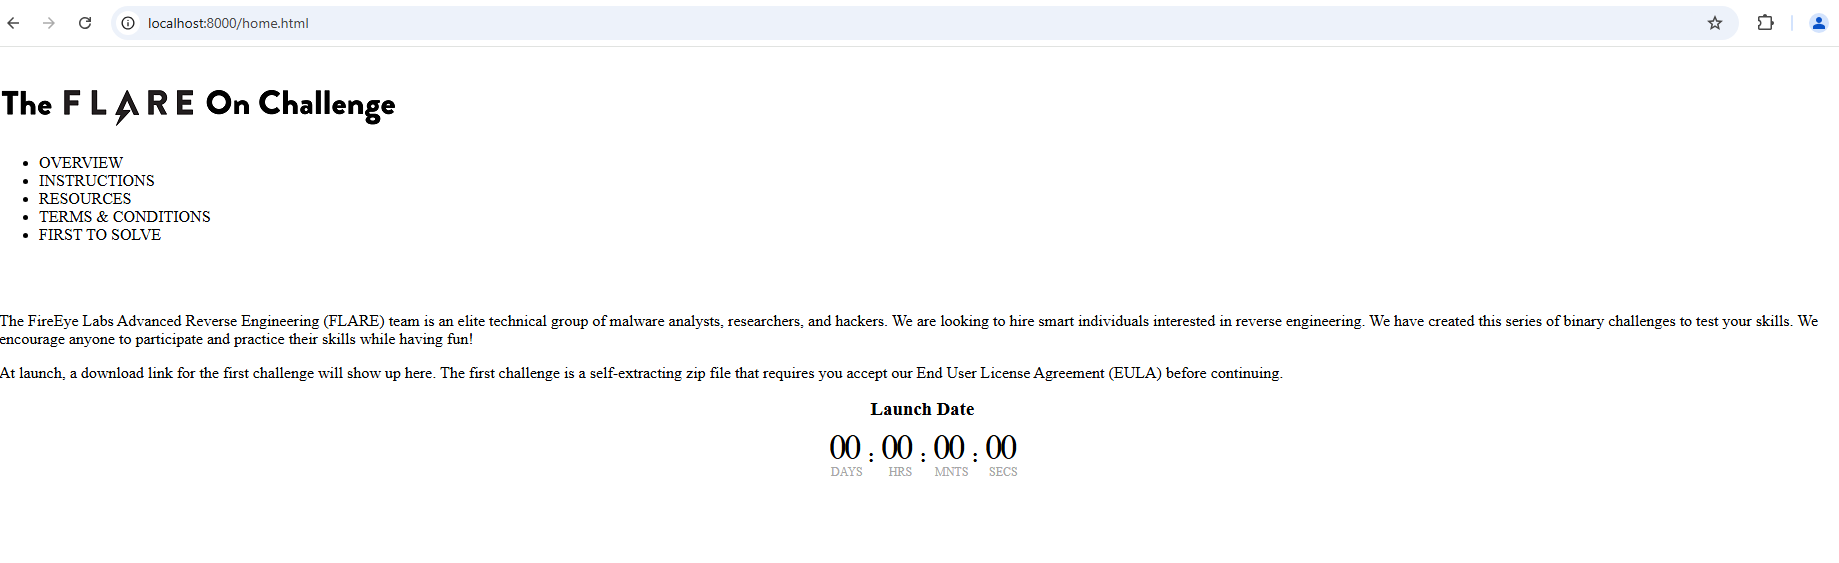 localhost:8000/home.html
The FLARE On Challenge
OVERVIEW
INSTRUCTIONS
RESOURCES
TERMS & CONDITIONS
FIRST TO SOLVE
The FireEye Labs Advanced Reverse Engineering (FLARE) team is an elite technical group of malware analysts, researchers, and hackers. We are looking to hire smart individuals interested in reverse engineering. We have created this series of binary challenges to test your skills. We
encourage anyone to participate and practice their skills while having fun!
At launch, a download link for the first challenge will show up here. The first challenge is a self-extracting zip file that requires you accept our End User License Agreement (EULA) before continuing.
Launch Date
00 : 00 : 00 : 00
DAYS HRS MNTS SECS